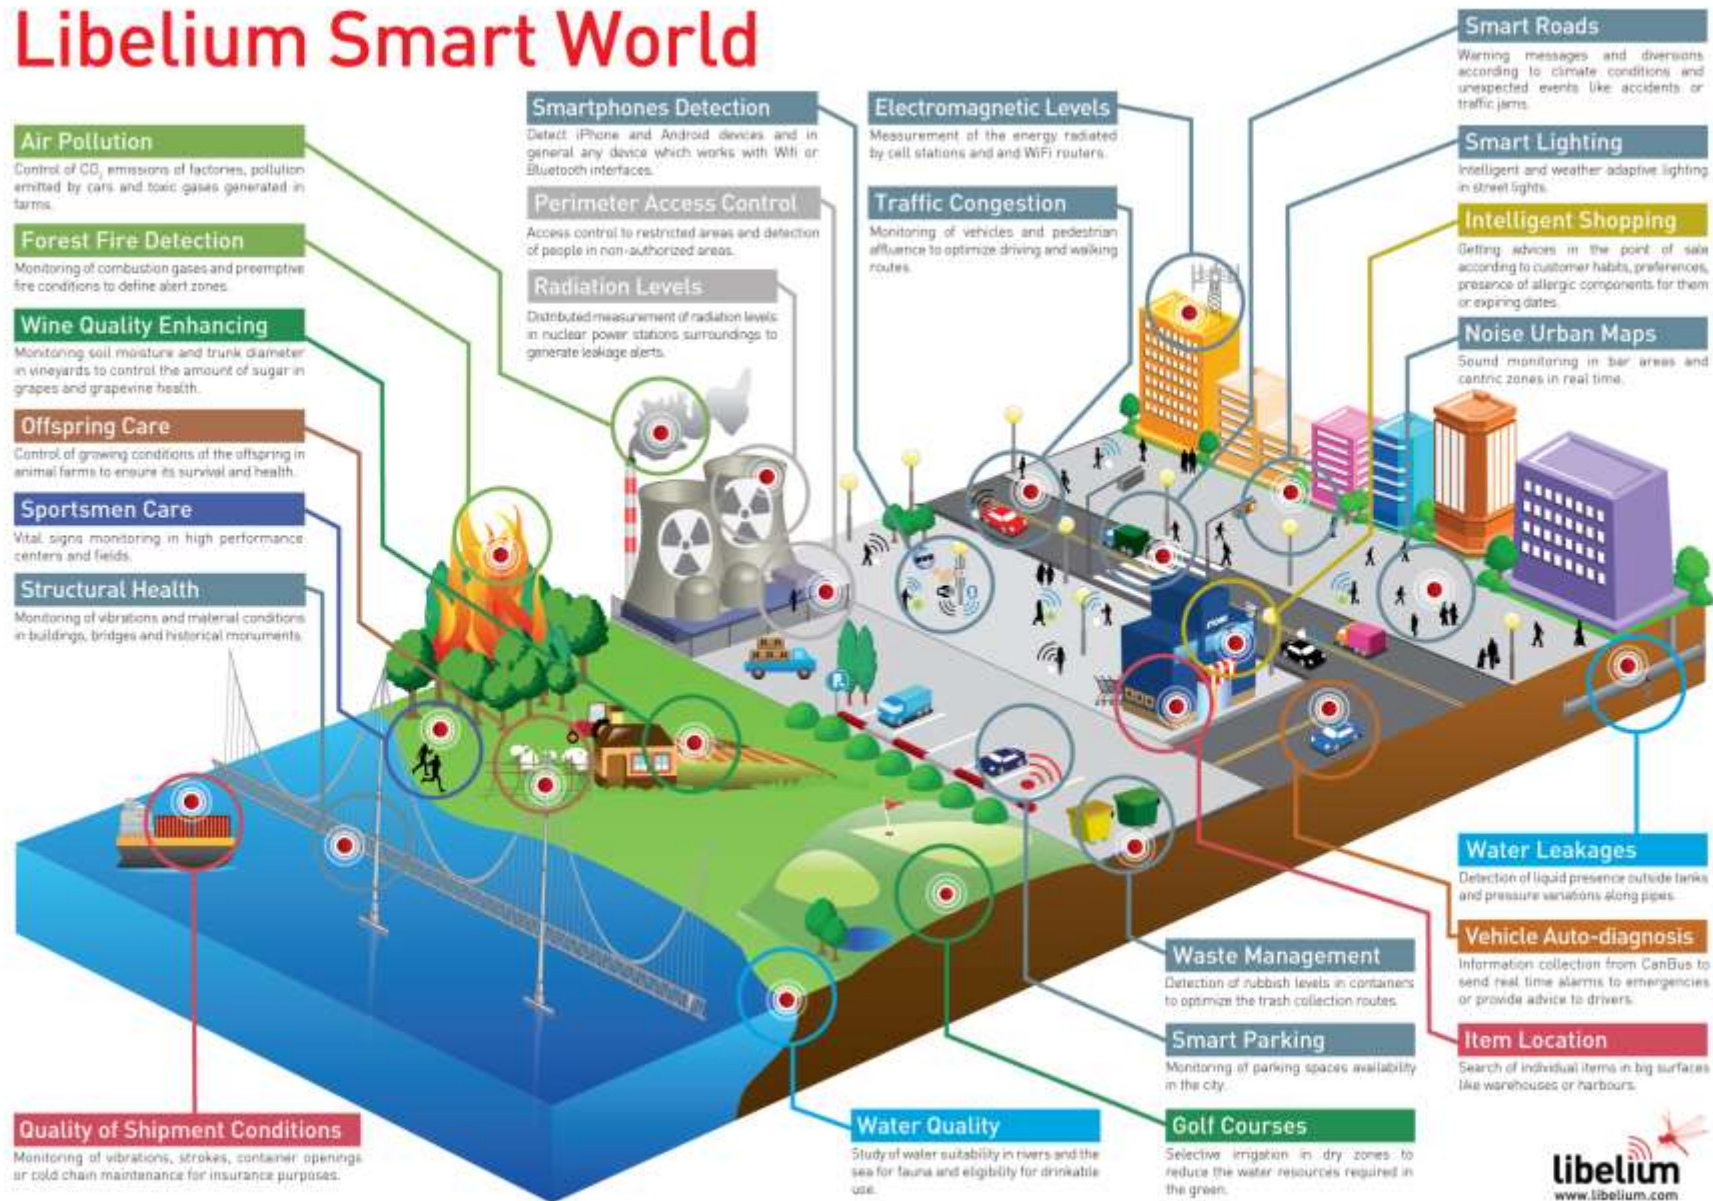 Libelium Smart World
Air Pollution
Control of CO₂ emissions of factories, pollution
emitted by cars and toxic gases generated in
farms.
Forest Fire Detection
Monitoring of combustion gases and preemptive
fire conditions to define alert zones.
Wine Quality Enhancing
Monitoring soil moisture and trunk diameter
in vineyards to control the amount of sugar in
grapes and grapevine health.
Offspring Care
Control of growing conditions of the offspring in
animal farms to ensure its survival and health.
Sportsmen Care
Vital signs monitoring in high performance
centers and fields.
Structural Health
Monitoring of vibrations and material conditions
in buildings, bridges and historical monuments.
Quality of Shipment Conditions
Monitoring of vibrations, strokes, container openings
or cold chain maintenance for insurance purposes.
Smartphones Detection
Detect iPhone and Android devices and in
general any device which works with Wifi or
Bluetooth interfaces.
Perimeter Access Control
Access control to restricted areas and detection
of people in non-authorized areas.
Radiation Levels
Distributed measurement of radiation levels
in nuclear power stations surroundings to
generate leakage alerts.
Electromagnetic Levels
Measurement of the energy radiated
by cell stations and and WiFi routers.
Traffic Congestion
Monitoring of vehicles and pedestrian
affluence to optimize driving and walking
routes.
Smart Roads
Warning messages and diversions
according to climate conditions and
unexpected events like accidents or
traffic jams.
Smart Lighting
Intelligent and weather adaptive lighting
in street lights.
Intelligent Shopping
Getting advices in the point of sale
according to customer habits, preferences,
presence of allergic components for them
or expiring dates.
Noise Urban Maps
Sound monitoring in bar areas and
centric zones in real time.
Water Leakages
Detection of liquid presence outside tanks
and pressure variations along pipes.
Vehicle Auto-diagnosis
Information collection from CanBus to
send real time alarms to emergencies
or provide advice to drivers.
Item Location
Search of individual items in big surfaces
like warehouses or harbours.
Waste Management
Detection of rubbish levels in containers
to optimize the trash collection routes.
Smart Parking
Monitoring of parking spaces availability
in the city.
Golf Courses
Selective irrigation in dry zones to
reduce the water resources required in
the green.
Water Quality
Study of water suitability in rivers and the
sea for fauna and eligibility for drinkable
use.
libelium
www.libelium.com